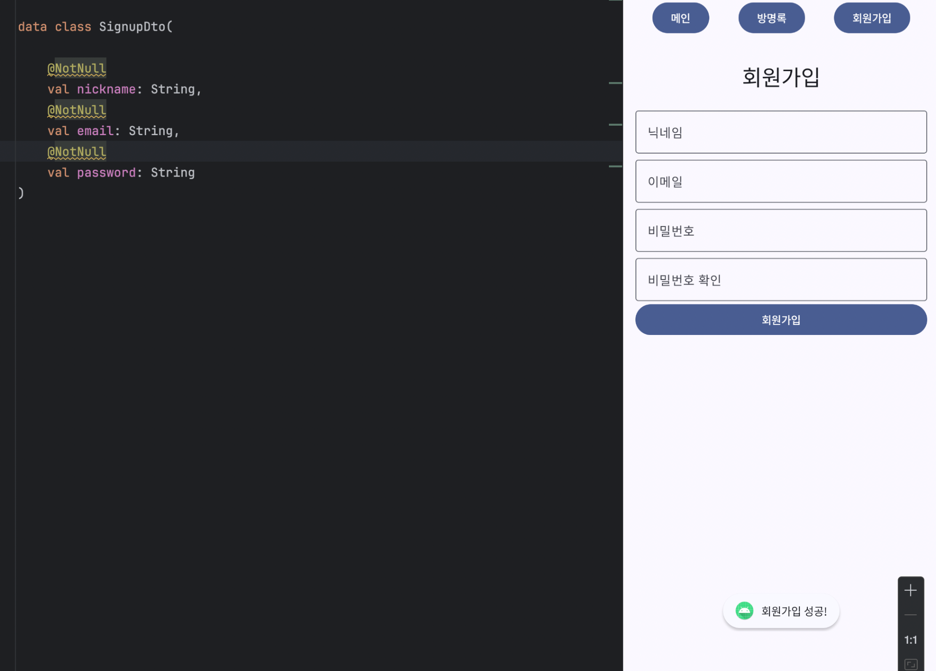 data class SignupDto(
@NotNull
val nickname: String,
@NotNull
val email: String,
@NotNull
val password: String
)
메인
방명록
회원가입
회원가입
닉네임
이메일
비밀번호
비밀번호 확인
회원가입
회원가입 성공!
1:1